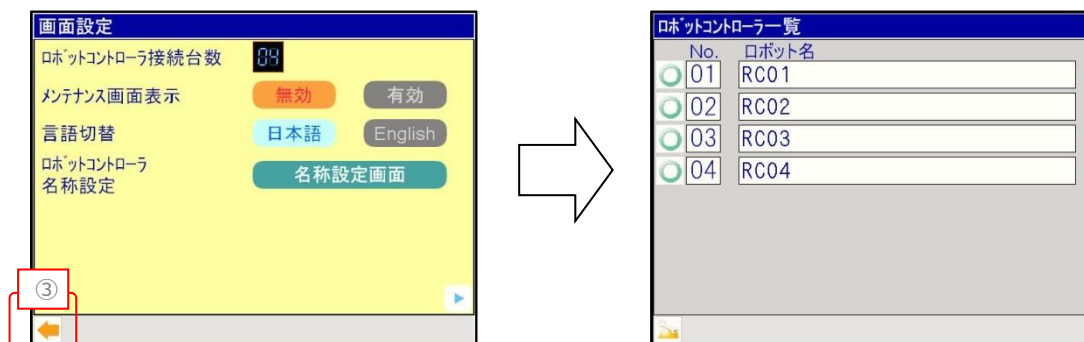 画面設定
ロボットコントローラ接続台数 04
メンテナンス画面表示 無効 有効
言語切替 日本語 English
ロボットコントローラ
名称設定 名称設定画面
③
ロボットコントローラ一覧
No. ロボット名
01 RC01
02 RC02
03 RC03
04 RC04